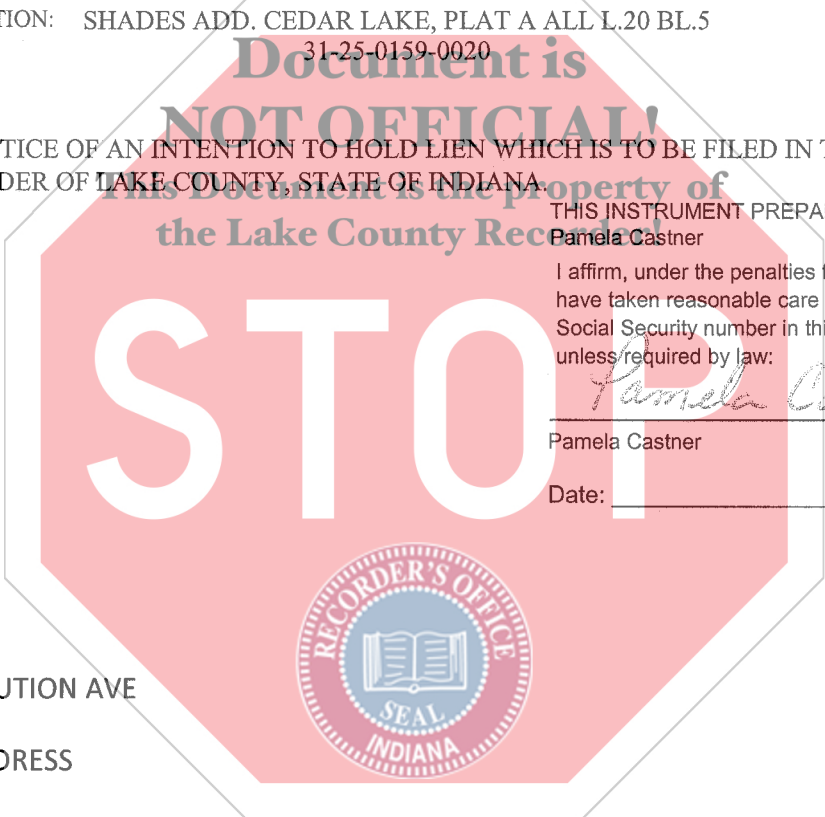 TION: SHADES ADD. CEDAR LAKE, PLAT A ALL L.20 BL.5
31-25-0159-0020
Document is
NOT OFFICIAL!
TICE OF AN INTENTION TO HOLD LIEN WHICH IS TO BE FILED IN T
DER OF LAKE COUNTY, STATE OF INDIANA.
This Document is the property of
the Lake County Recorder!
THIS INSTRUMENT PREPA
Pamela Castner
I affirm, under the penalties f
have taken reasonable care
Social Security number in thi
unless required by law:
Pamela C
Pamela Castner
Date:
STOP
RECORDER'S OFFICE
SEAL
INDIANA
UTION AVE
DRESS